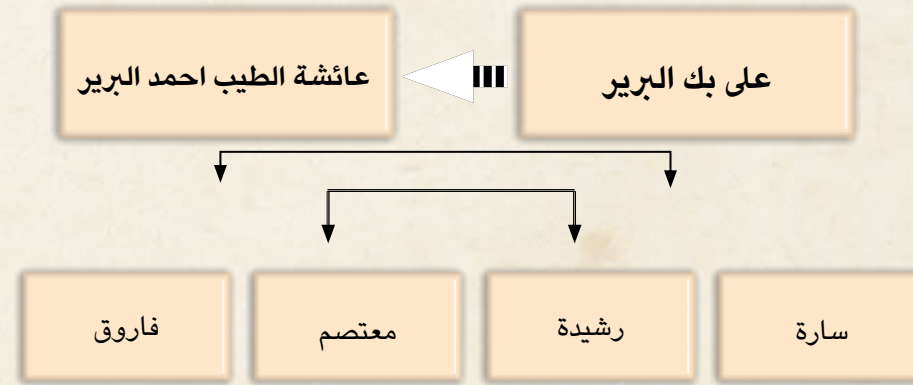 على بك البرير
عائشة الطيب احمد البرير
سارة
رشيدة
معتصم
فاروق